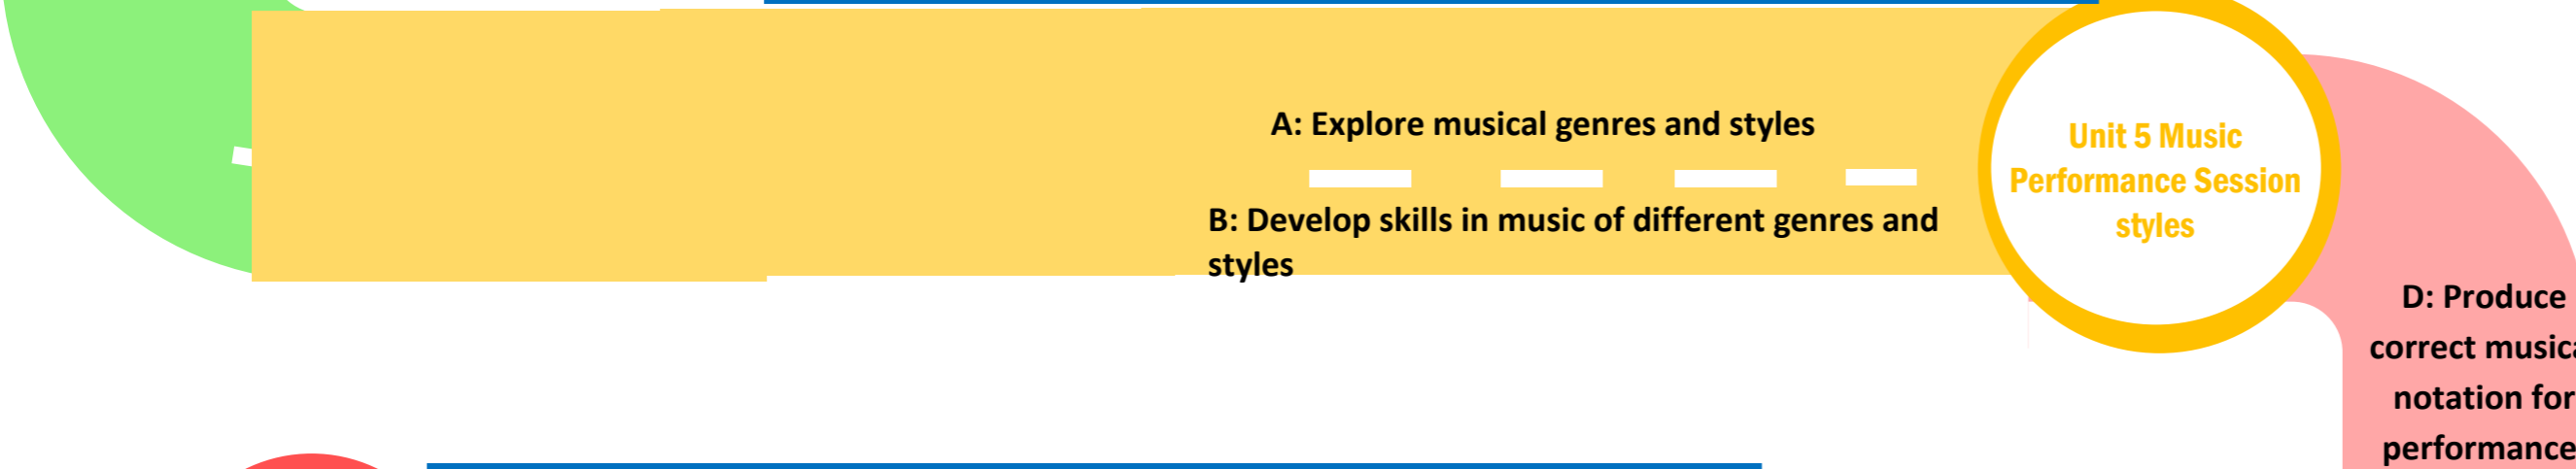 A: Explore musical genres and styles
B: Develop skills in music of different genres and
styles
Unit 5 Music
Performance Session
styles
D: Produce
correct
notation for
performance